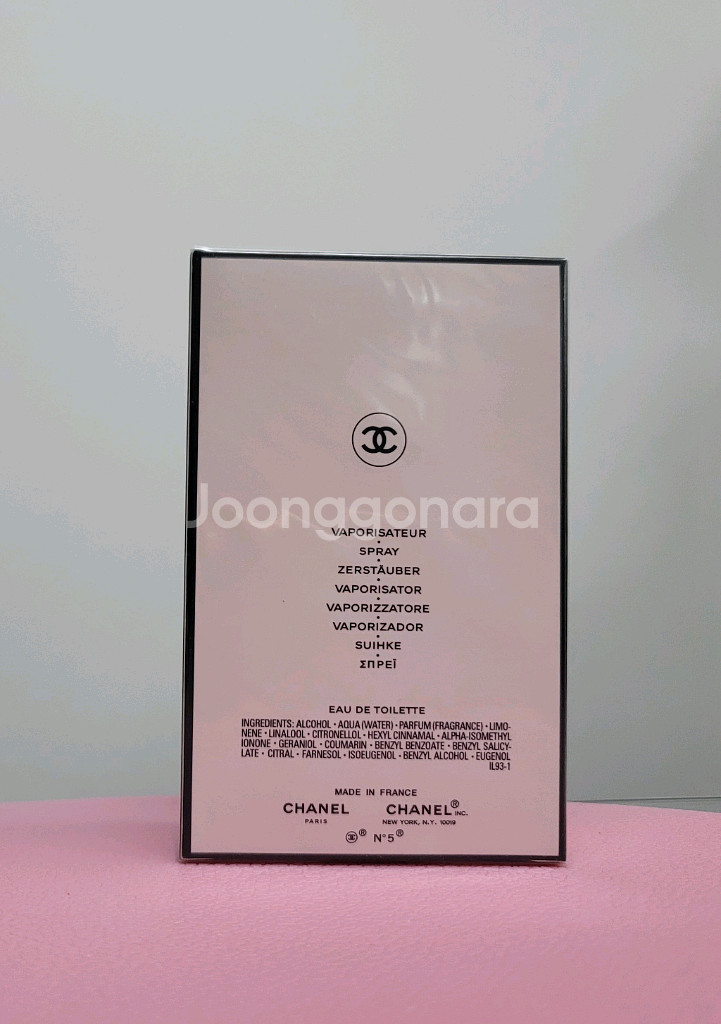 Joonggonara
VAPORISATEUR
•
SPRAY
•
ZERSTÄUBER
•
VAPORISATOR
•
VAPORIZZATORE
•
VAPORIZADOR
•
SUIHKE
•
ΣΠΡΕΪ
EAU DE TOILETTE
INGREDIENTS: ALCOHOL • AQUA (WATER) • PARFUM (FRAGRANCE) • LIMO-
NENE • LINALOOL • CITRONELLOL • HEXYL CINNAMAL • ALPHA-ISOMETHYL
IONONE • GERANIOL • COUMARIN • BENZYL BENZOATE • BENZYL SALICY-
LATE • CITRAL • FARNESOL • ISOEUGENOL • BENZYL ALCOHOL • EUGENOL
IL93-1
MADE IN FRANCE
CHANEL CHANEL® INC.
PARIS NEW YORK, N.Y. 10019
® N°5®